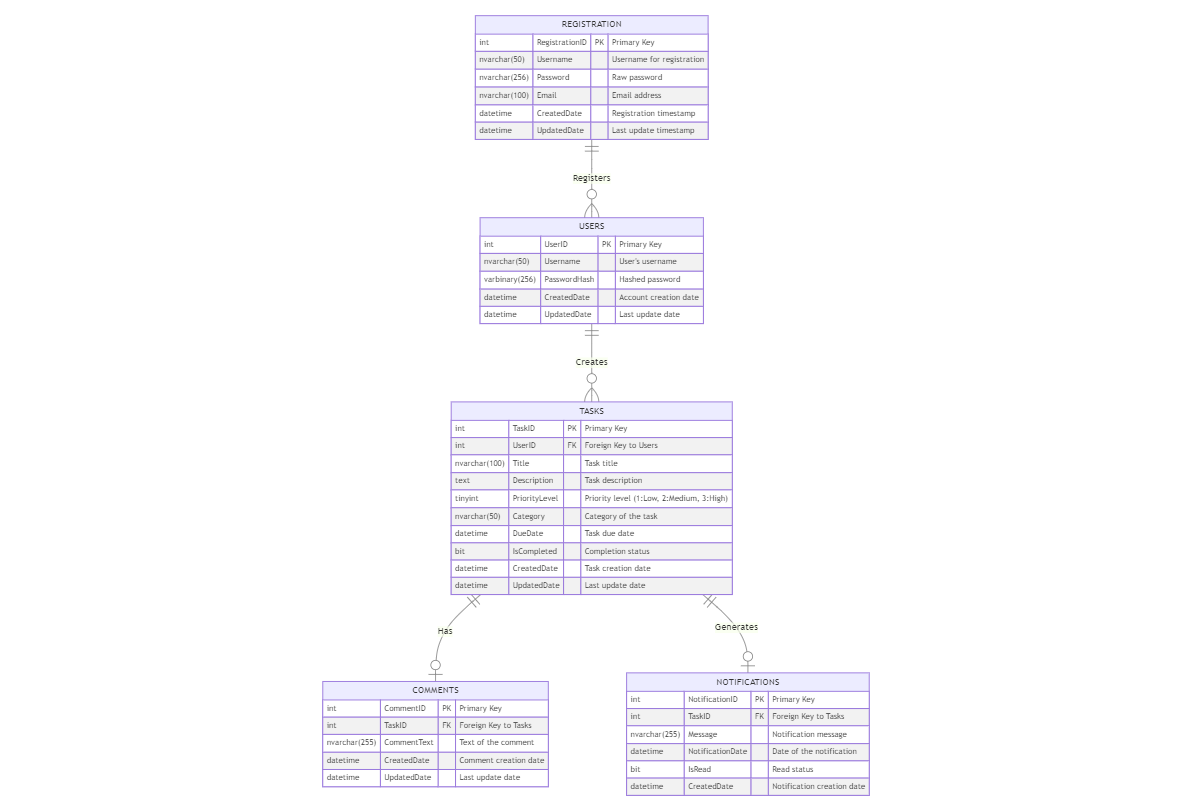 REGISTRATION
int RegistrationID PK Primary Key
nvarchar(50) Username Username for registration
nvarchar(256) Password Raw password
nvarchar(100) Email Email address
datetime CreatedDate Registration timestamp
datetime UpdatedDate Last update timestamp
Registers
USERS
int UserID PK Primary Key
nvarchar(50) Username User's username
varbinary(256) PasswordHash Hashed password
datetime CreatedDate Account creation date
datetime UpdatedDate Last update date
Creates
TASKS
int TaskID PK Primary Key
int UserID FK Foreign Key to Users
nvarchar(100) Title Task title
text Description Task description
tinyint PriorityLevel Priority level (1:Low, 2:Medium, 3:High)
nvarchar(50) Category Category of the task
datetime DueDate Task due date
bit IsCompleted Completion status
datetime CreatedDate Task creation date
datetime UpdatedDate Last update date
Has
Generates
COMMENTS
int CommentID PK Primary Key
int TaskID FK Foreign Key to Tasks
nvarchar(255) CommentText Text of the comment
datetime CreatedDate Comment creation date
datetime UpdatedDate Last update date
NOTIFICATIONS
int NotificationID PK Primary Key
int TaskID FK Foreign Key to Tasks
nvarchar(255) Message Notification message
datetime NotificationDate Date of the notification
bit IsRead Read status
datetime CreatedDate Notification creation date